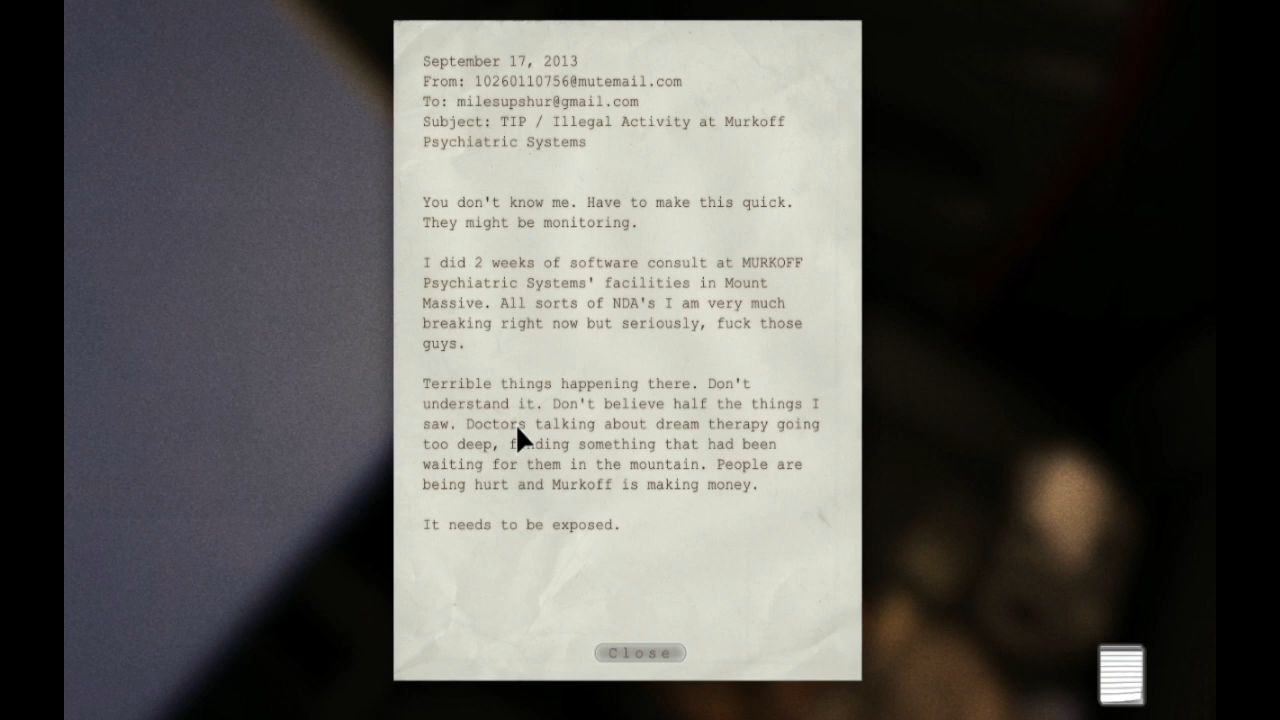 September 17, 2013
From: 10260110756@mutemail.com
To: milesupshur@gmail.com
Subject: TIP / Illegal Activity at Murkoff
Psychiatric Systems
You don't know me. Have to make this quick.
They might be monitoring.
I did 2 weeks of software consult at MURKOFF
Psychiatric Systems' facilities in Mount
Massive. All sorts of NDA's I am very much
breaking right now but seriously, fuck those
guys.
Terrible things happening there. Don't
understand it. Don't believe half the things I
saw. Doctors talking about dream therapy going
too deep, finding something that had been
waiting for them in the mountain. People are
being hurt and Murkoff is making money.
It needs to be exposed.
Close